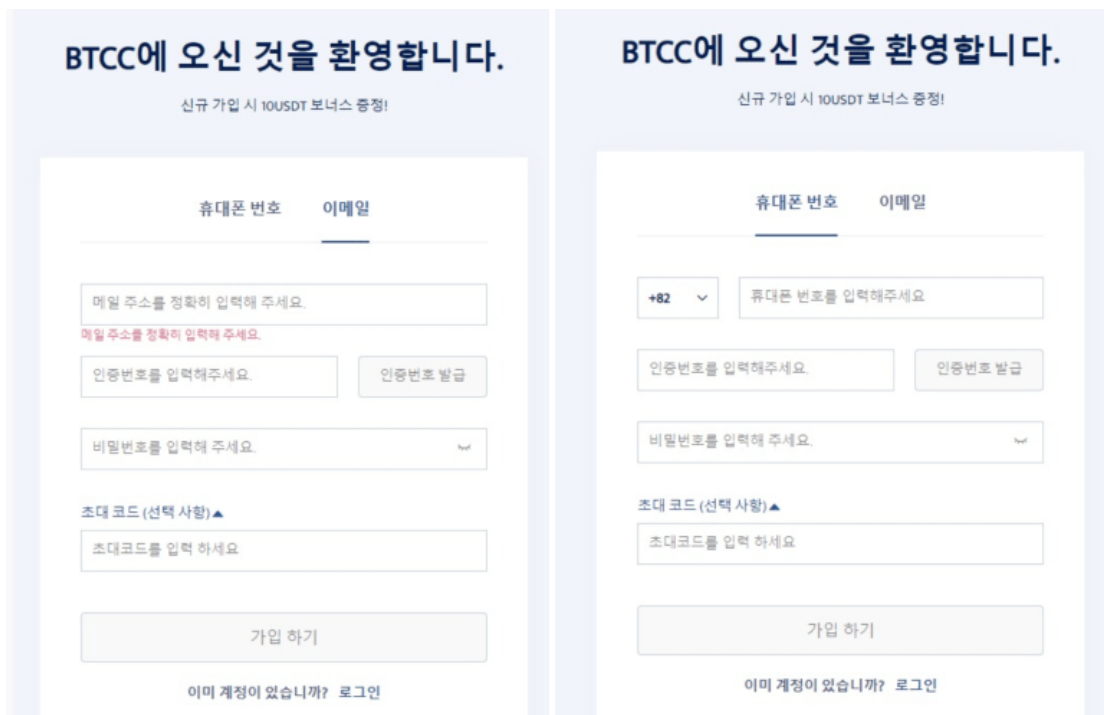 BTCC에 오신 것을 환영합니다.
신규 가입 시 10USDT 보너스 증정!
휴대폰 번호 이메일
메일 주소를 정확히 입력해 주세요.
메일 주소를 정확히 입력해 주세요.
인증번호를 입력해주세요. 인증번호 발급
비밀번호를 입력해 주세요.
초대 코드 (선택 사항)▲
초대코드를 입력 하세요
가입 하기
이미 계정이 있습니까? 로그인
BTCC에 오신 것을 환영합니다.
신규 가입 시 10USDT 보너스 증정!
휴대폰 번호 이메일
+82 휴대폰 번호를 입력해주세요
인증번호를 입력해주세요. 인증번호 발급
비밀번호를 입력해 주세요.
초대 코드 (선택 사항)▲
초대코드를 입력 하세요
가입 하기
이미 계정이 있습니까? 로그인